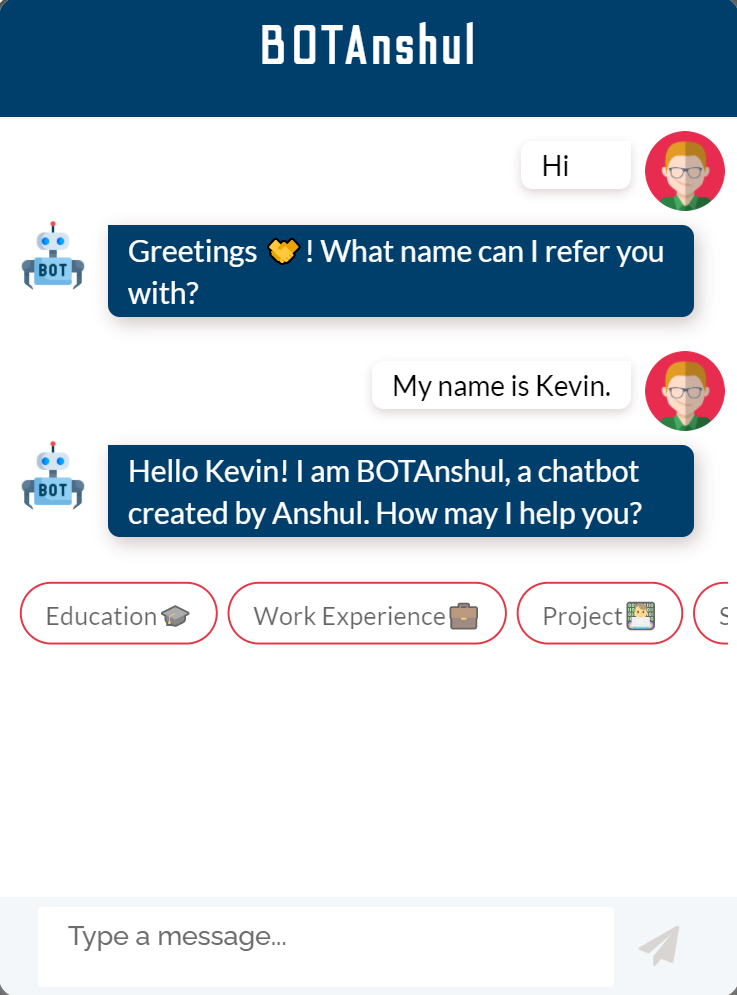 BOTAnshul
Hi
BOT
Greetings 🤝! What name can I refer you
with?
My name is Kevin.
BOT
Hello Kevin! I am BOTAnshul, a chatbot
created by Anshul. How may I help you?
Education🎓 Work Experience💼 Project👨‍💻
Type a message...